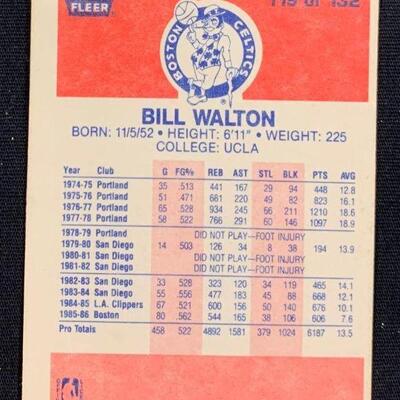 FLEER
119 of 132
BOSTON CELTICS
BILL WALTON
BORN: 11/5/52 • HEIGHT: 6'11" • WEIGHT: 225
COLLEGE: UCLA
Year Club G FG% REB AST STL BLK PTS AVG
1974-75 Portland 35 .513 441 167 29 94 448 12.8
1975-76 Portland 51 .471 681 220 49 82 823 16.1
1976-77 Portland 65 .528 934 245 66 211 1210 18.6
1977-78 Portland 58 .522 766 291 60 146 1097 18.9
1978-79 Portland DID NOT PLAY—FOOT INJURY
1979-80 San Diego 14 .503 126 34 8 38 194 13.9
1980-81 San Diego DID NOT PLAY—FOOT INJURY
1981-82 San Diego DID NOT PLAY—FOOT INJURY
1982-83 San Diego 33 .528 323 120 34 119 465 14.1
1983-84 San Diego 55 .556 477 183 45 88 668 12.1
1984-85 L.A. Clippers 67 .521 600 156 50 140 676 10.1
1985-86 Boston 80 .562 544 165 38 106 606 7.6
Pro Totals 458 .522 4892 1581 379 1024 6187 13.5
NBA